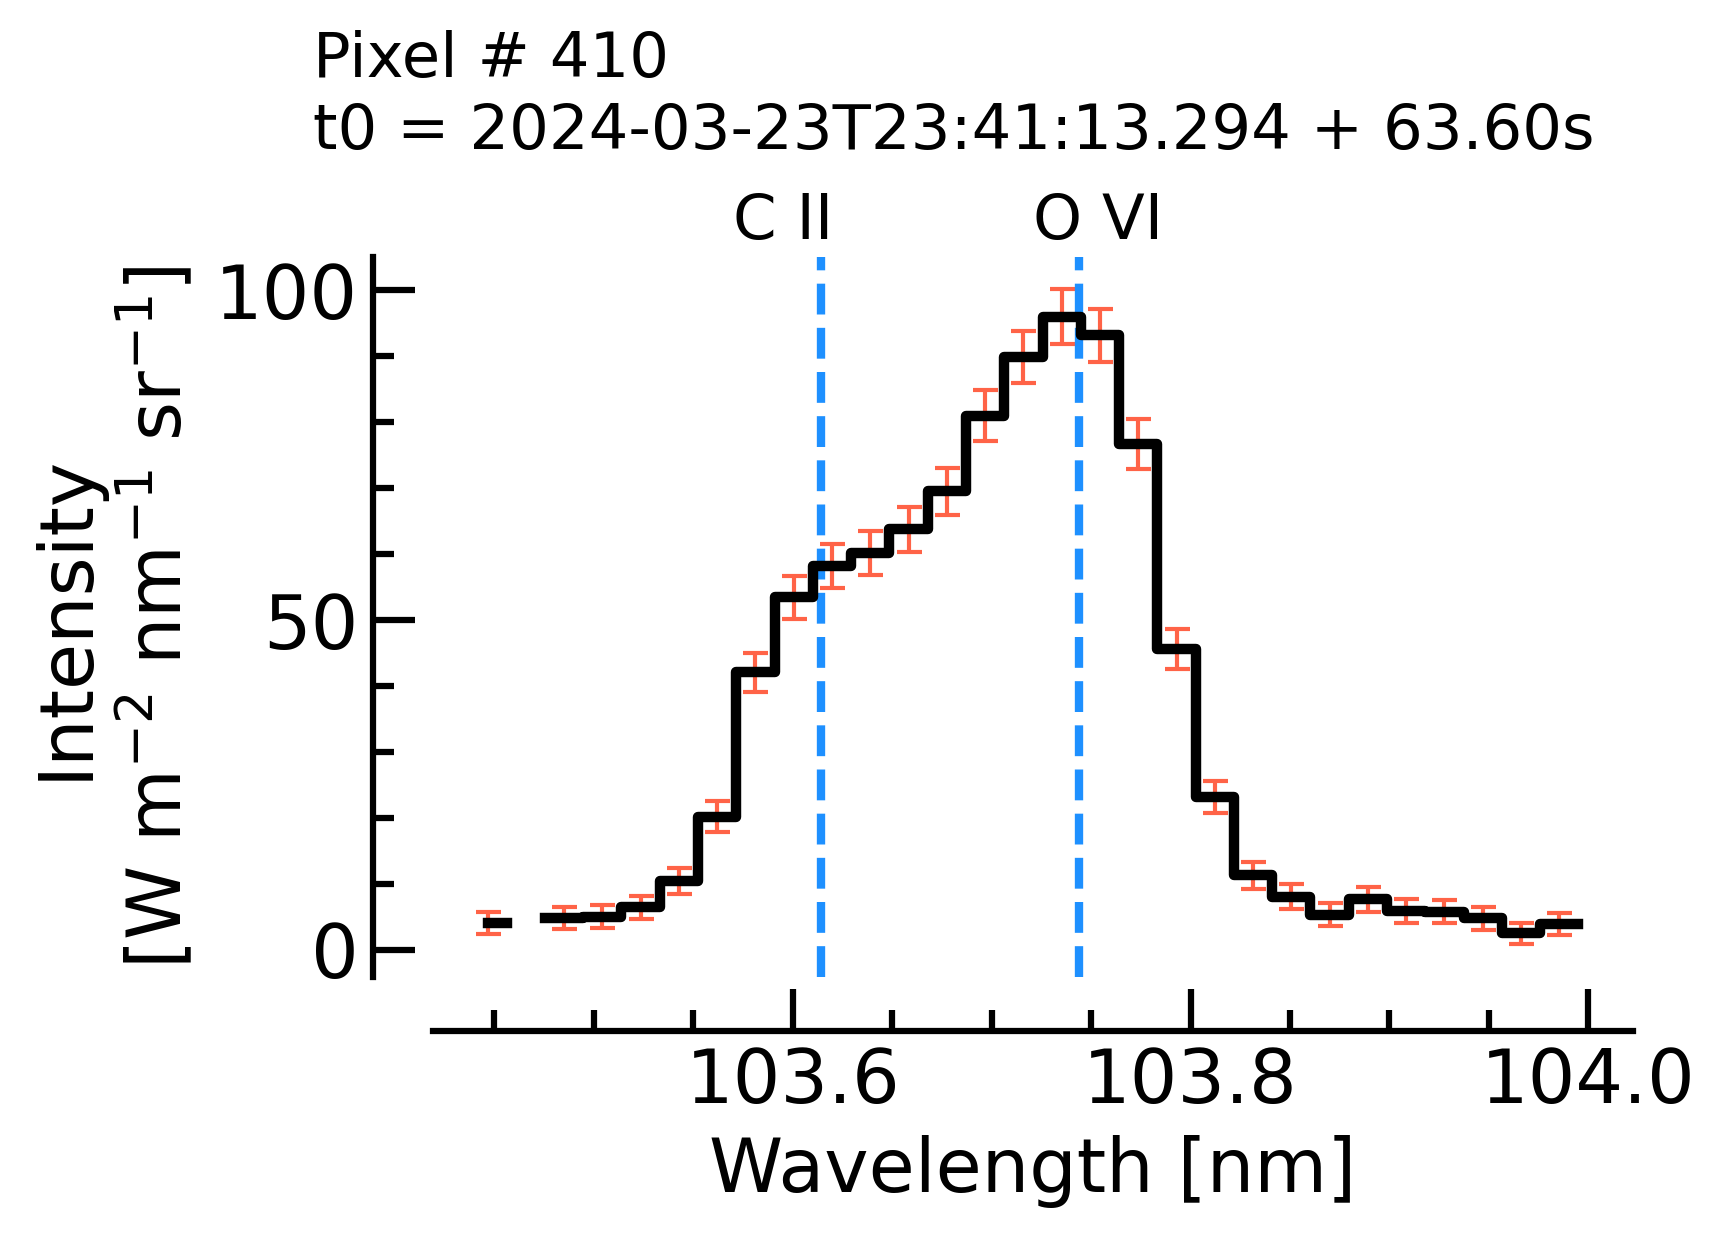 Pixel # 410
t0 = 2024-03-23T23:41:13.294 + 63.60s
C II O VI
Intensity
[W m⁻² nm⁻¹ sr⁻¹]
100
50
0
103.6 103.8 104.0
Wavelength [nm]